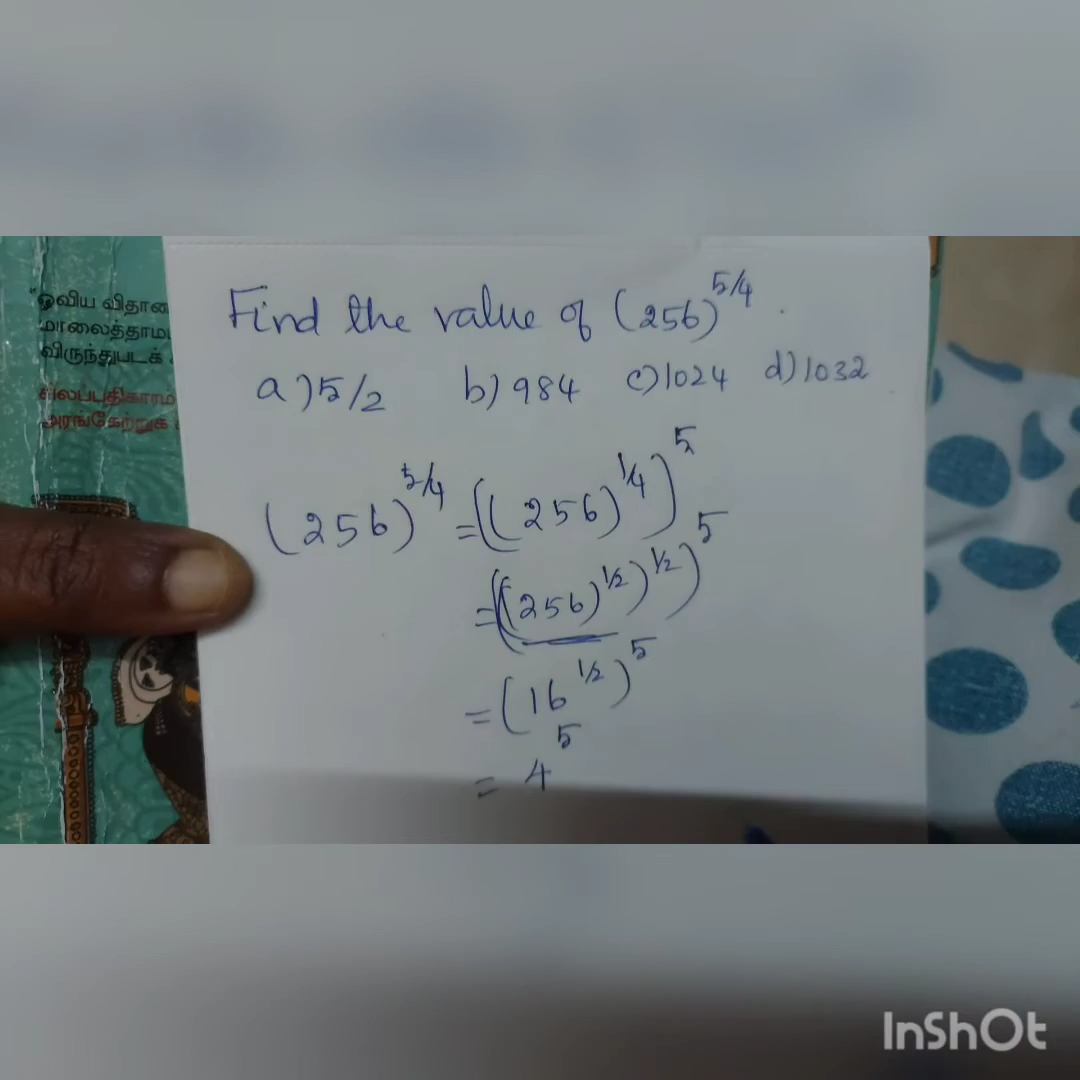 "ஓவிய விதான
மாலைத்தாம
விருந்துபடக்
சிலப்பதிகாரம
அரங்கேற்றுக
Find the value of (256)^5/4.
a) 5/2 b) 984 c) 1024 d) 1032
(256)^5/4 = ((256)^1/4)^5
= (((256)^1/2)^1/2)^5
= (16^1/2)^5
= 4^5
InShOt